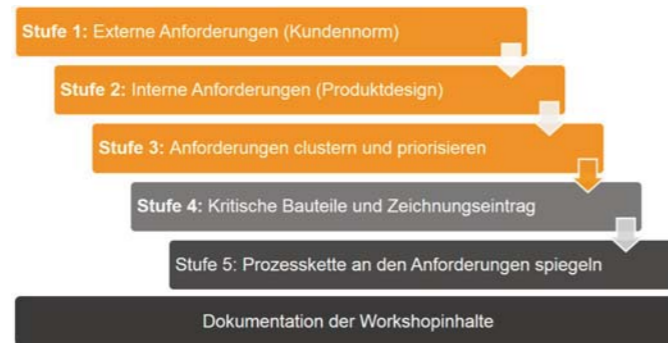 Stufe 1: Externe Anforderungen (Kundennorm)
Stufe 2: Interne Anforderungen (Produktdesign)
Stufe 3: Anforderungen clustern und priorisieren
Stufe 4: Kritische Bauteile und Zeichnungseintrag
Stufe 5: Prozesskette an den Anforderungen spiegeln
Dokumentation der Workshopinhalte